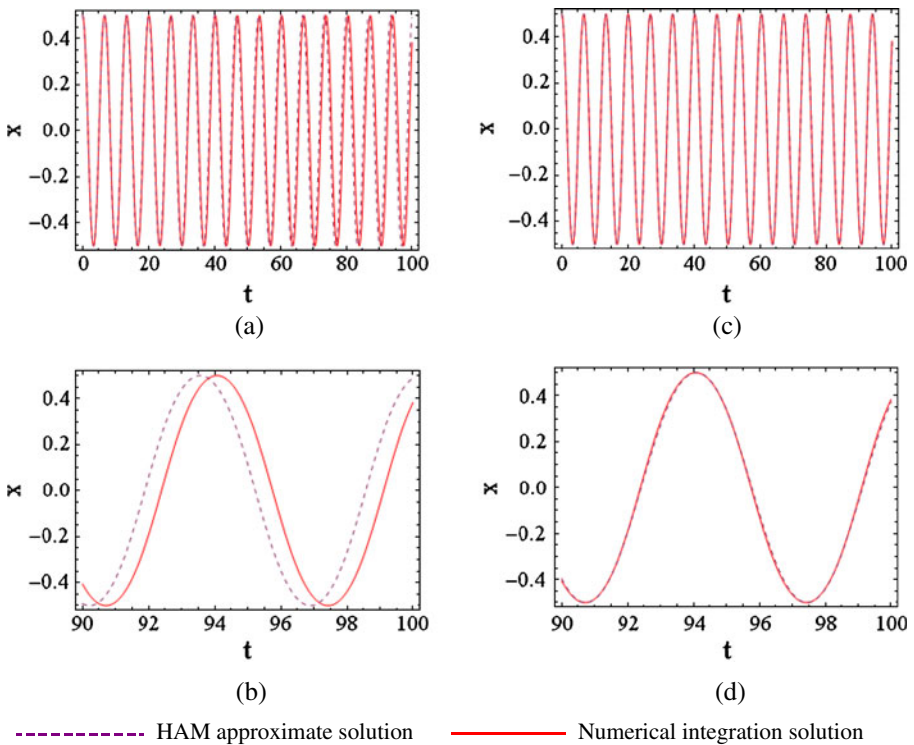 0.4
0.2
0.0
−0.2
−0.4
x
0 20 40 60 80 100
t
(a)
0.4
0.2
0.0
−0.2
−0.4
x
0 20 40 60 80 100
t
(c)
0.4
0.2
0.0
−0.2
−0.4
x
90 92 94 96 98 100
t
(b)
0.4
0.2
0.0
−0.2
−0.4
x
90 92 94 96 98 100
t
(d)
HAM approximate solution
Numerical integration solution